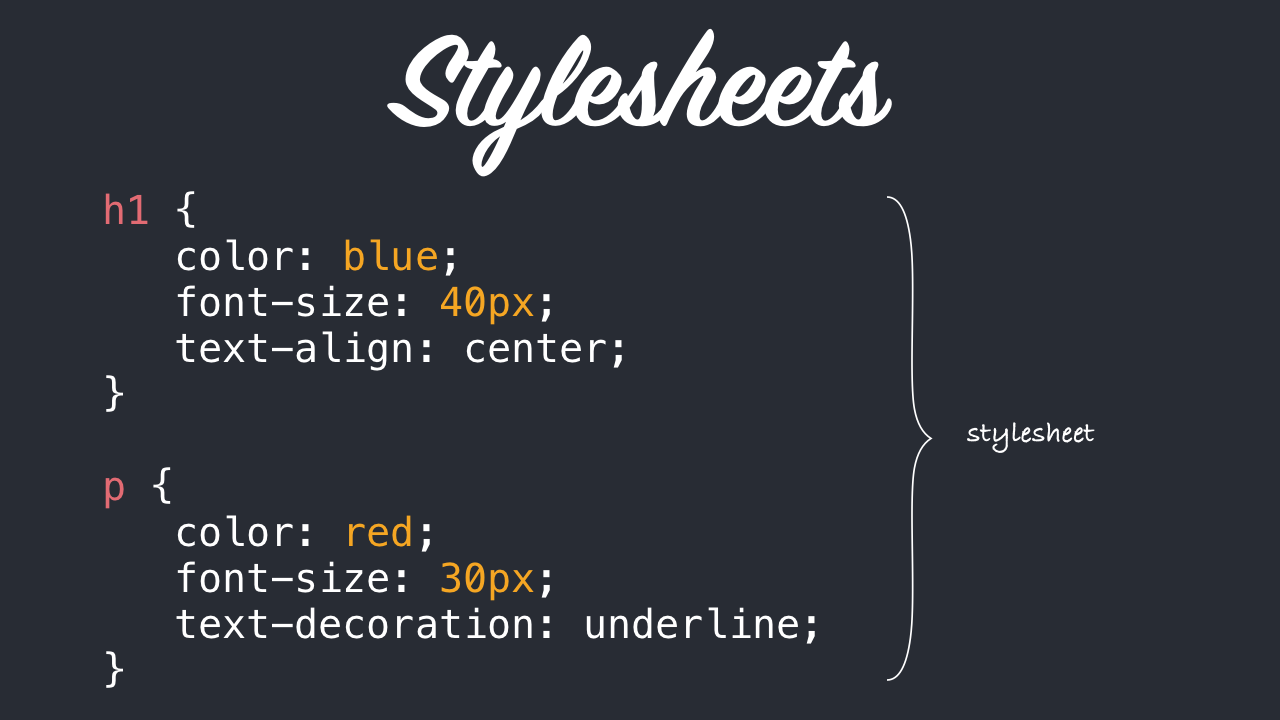 Stylesheets
h1 {
color: blue;
font-size: 40px;
text-align: center;
}
stylesheet
p {
color: red;
font-size: 30px;
text-decoration: underline;
}